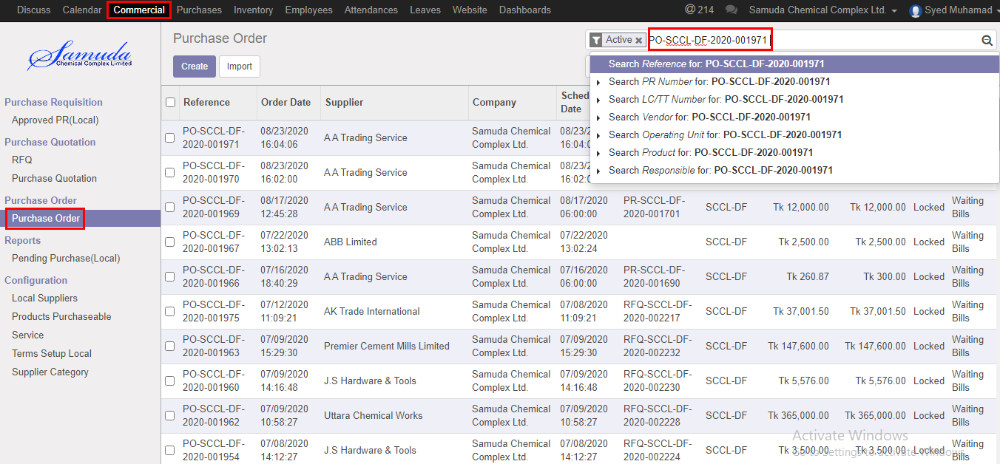 Discuss Calendar Commercial Purchases Inventory Employees Attendances Leaves Website Dashboards @ 214 Samuda Chemical Complex Ltd. Syed Muhamad
Samuda
Chemical Complex Limited
Purchase Order
Active PO-SCCL-DF-2020-001971
Create Import
Search Reference for: PO-SCCL-DF-2020-001971
Search PR Number for: PO-SCCL-DF-2020-001971
Search LC/TT Number for: PO-SCCL-DF-2020-001971
Search Vendor for: PO-SCCL-DF-2020-001971
Search Operating Unit for: PO-SCCL-DF-2020-001971
Search Product for: PO-SCCL-DF-2020-001971
Search Responsible for: PO-SCCL-DF-2020-001971
Purchase Requisition
Approved PR(Local)
Purchase Quotation
RFQ
Purchase Quotation
Purchase Order
Purchase Order
Reports
Pending Purchase(Local)
Configuration
Local Suppliers
Products Purchaseable
Service
Terms Setup Local
Supplier Category
Reference Order Date Supplier Company Sched
Date
PO-SCCL-DF- 08/23/2020 A A Trading Service Samuda Chemical 08/23/2
2020-001971 16:04:06 Complex Ltd. 16:04:0
PO-SCCL-DF- 08/23/2020 A A Trading Service Samuda Chemical 08/23/2
2020-001970 16:02:00 Complex Ltd. 16:02:0
PO-SCCL-DF- 08/17/2020 A A Trading Service Samuda Chemical 08/17/2020 PR-SCCL-DF- SCCL-DF Tk 12,000.00 Tk 12,000.00 Locked Waiting
2020-001969 12:45:28 Complex Ltd. 06:00:00 2020-001701 Bills
PO-SCCL-DF- 07/22/2020 ABB Limited Samuda Chemical 07/22/2020 SCCL-DF Tk 2,500.00 Tk 2,500.00 Locked Waiting
2020-001967 13:02:13 Complex Ltd. 13:02:24 Bills
PO-SCCL-DF- 07/16/2020 A A Trading Service Samuda Chemical 07/16/2020 PR-SCCL-DF- SCCL-DF Tk 260.87 Tk 300.00 Locked Waiting
2020-001966 18:40:29 Complex Ltd. 06:00:00 2020-001690 Bills
PO-SCCL-DF- 07/12/2020 AK Trade International Samuda Chemical 07/08/2020 RFQ-SCCL-DF- SCCL-DF Tk 37,001.50 Tk 37,001.50 Locked Waiting
2020-001975 11:09:21 Complex Ltd. 11:09:21 2020-002217 Bills
PO-SCCL-DF- 07/09/2020 Premier Cement Mills Limited Samuda Chemical 07/09/2020 RFQ-SCCL-DF- SCCL-DF Tk 147,600.00 Tk 147,600.00 Locked Waiting
2020-001963 15:29:30 Complex Ltd. 15:29:30 2020-002232 Bills
PO-SCCL-DF- 07/09/2020 J.S Hardware & Tools Samuda Chemical 07/09/2020 RFQ-SCCL-DF- SCCL-DF Tk 5,576.00 Tk 5,576.00 Locked Waiting
2020-001960 14:16:48 Complex Ltd. 14:16:48 2020-002230 Bills
PO-SCCL-DF- 07/09/2020 Uttara Chemical Works Samuda Chemical 07/09/2020 RFQ-SCCL-DF- SCCL-DF Tk 365,000.00 Tk 365,000.00 Locked Waiting
2020-001962 10:58:27 Complex Ltd. 10:58:27 2020-002228 Bills
PO-SCCL-DF- 07/08/2020 J.S Hardware & Tools Samuda Chemical 07/08/2020 RFQ-SCCL-DF- SCCL-DF Tk 3,500.00 Tk 3,500.00 Locked Waiting
2020-001954 14:12:27 Complex Ltd. 14:12:27 2020-002224 Bills
Activate Windows
Go to Settings to activate Windows.